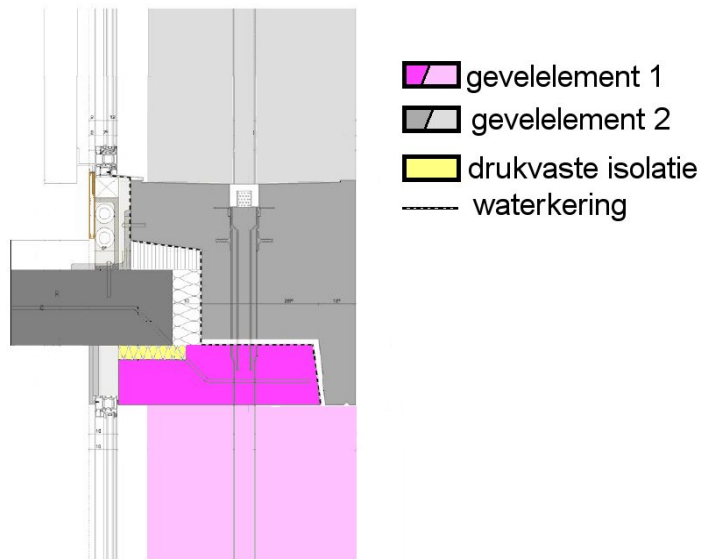 gevelelement 1
gevelelement 2
drukvaste isolatie
waterkering